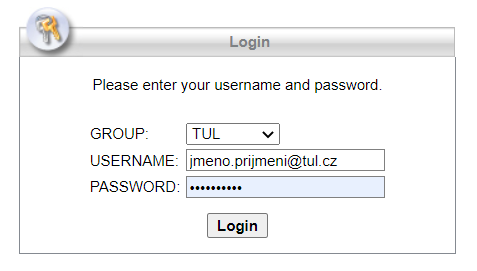 Login
Please enter your username and password.
GROUP: TUL
USERNAME: jmeno.prijmeni@tul.cz
PASSWORD: ••••••••••
Login